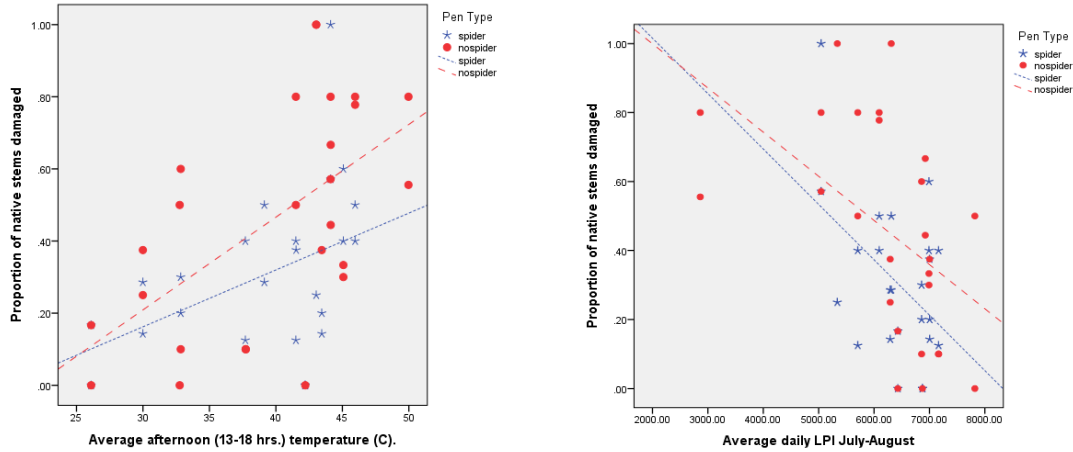 Pen Type
spider
nospider
spider
nospider
Proportion of native stems damaged
1.00
.80
.60
.40
.20
.00
25 30 35 40 45 50
Average afternoon (13-18 hrs.) temperature (C).
Pen Type
spider
nospider
spider
nospider
Proportion of native stems damaged
1.00
.80
.60
.40
.20
.00
2000.00 3000.00 4000.00 5000.00 6000.00 7000.00 8000.00
Average daily LPI July-August